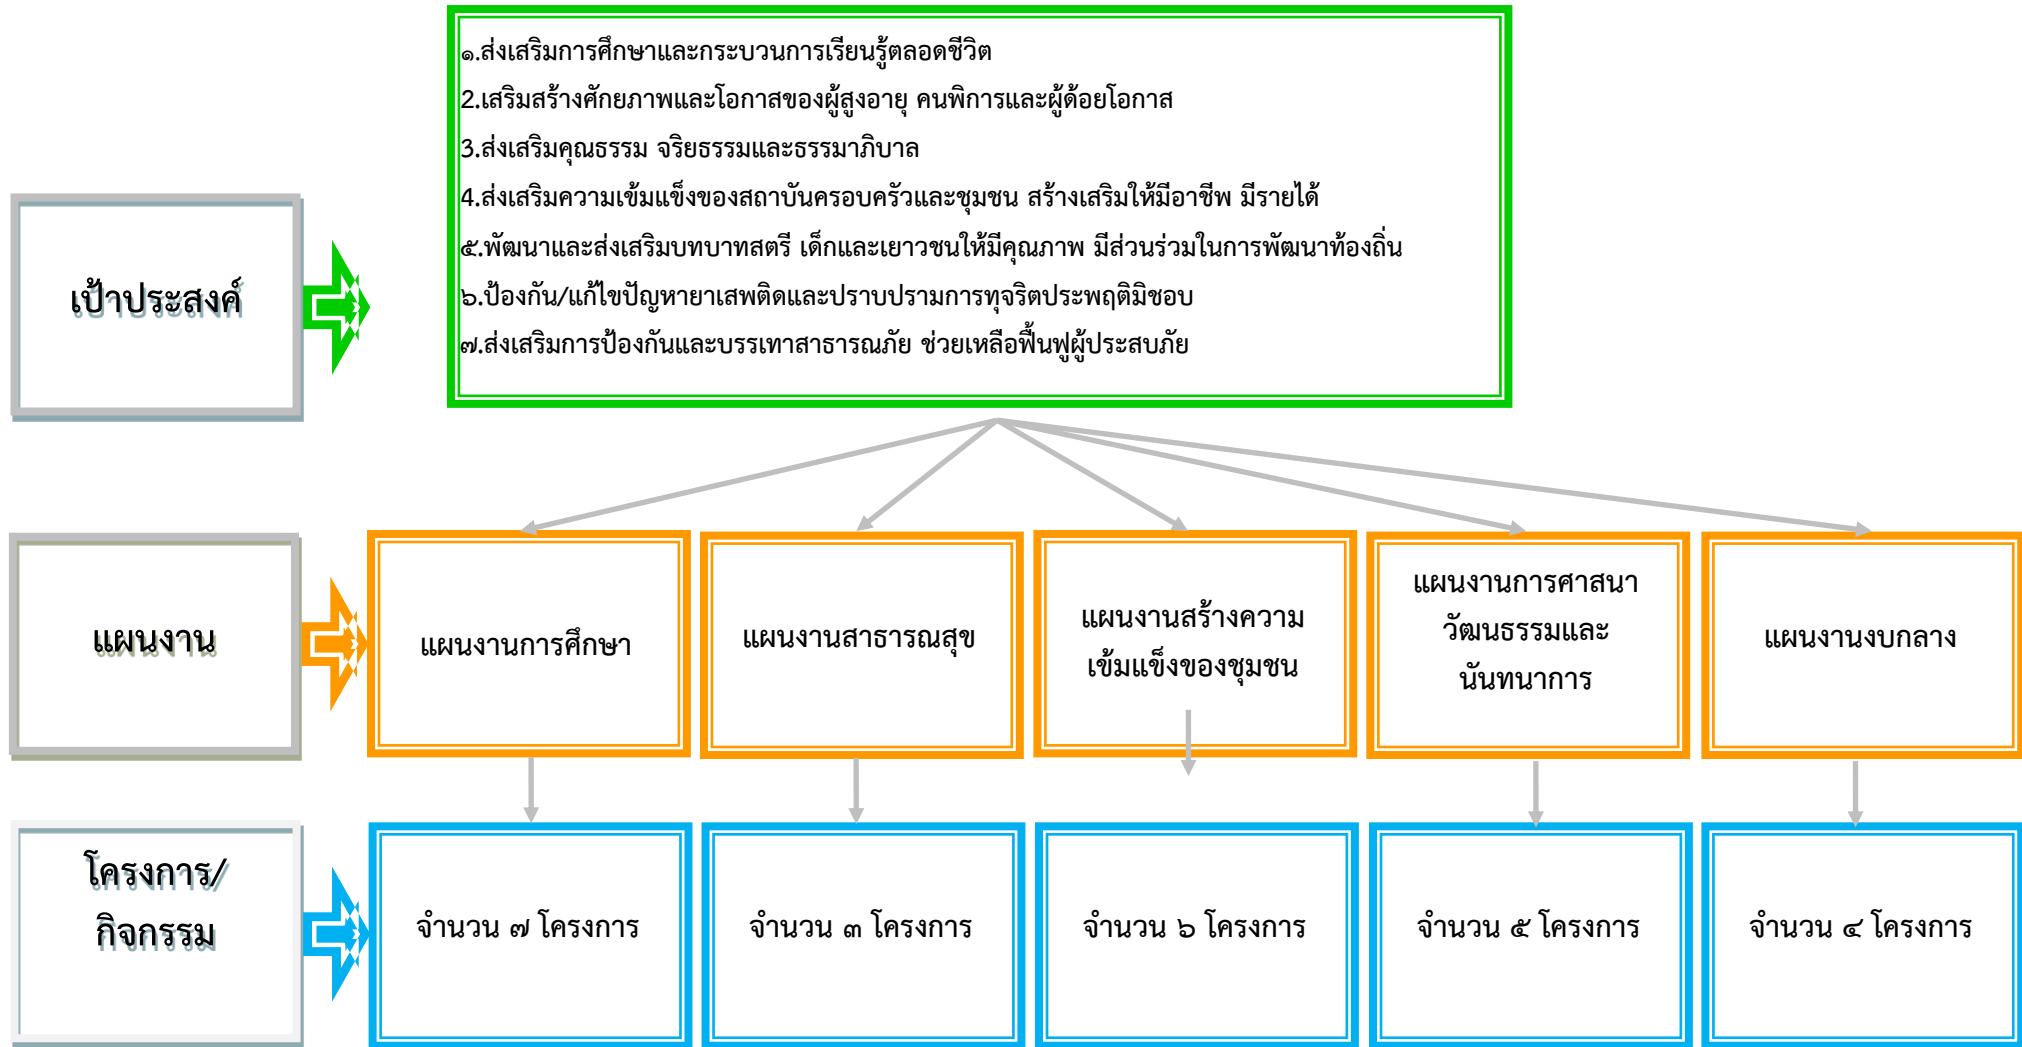 ๑.ส่งเสริมการศึกษาและกระบวนการเรียนรู้ตลอดชีวิต
2.เสริมสร้างศักยภาพและโอกาสของผู้สูงอายุ คนพิการและผู้ด้อยโอกาส
3.ส่งเสริมคุณธรรม จริยธรรมและธรรมาภิบาล
4.ส่งเสริมความเข้มแข็งของสถาบันครอบครัวและชุมชน สร้างเสริมให้มีอาชีพ มีรายได้
๕.พัฒนาและส่งเสริมบทบาทสตรี เด็กและเยาวชนให้มีคุณภาพ มีส่วนร่วมในการพัฒนาท้องถิ่น
๖.ป้องกัน/แก้ไขปัญหายาเสพติดและปราบปรามการทุจริตประพฤติมิชอบ
๗.ส่งเสริมการป้องกันและบรรเทาสาธารณภัย ช่วยเหลือฟื้นฟูผู้ประสบภัย
เป้าประสงค์
แผนงาน
แผนงานการศึกษา
แผนงานสาธารณสุข
แผนงานสร้างความ
เข้มแข็งของชุมชน
แผนงานการศาสนา
วัฒนธรรมและ
นันทนาการ
แผนงานงบกลาง
โครงการ/
กิจกรรม
จำนวน ๗ โครงการ
จำนวน ๓ โครงการ
จำนวน ๖ โครงการ
จำนวน ๕ โครงการ
จำนวน ๔ โครงการ